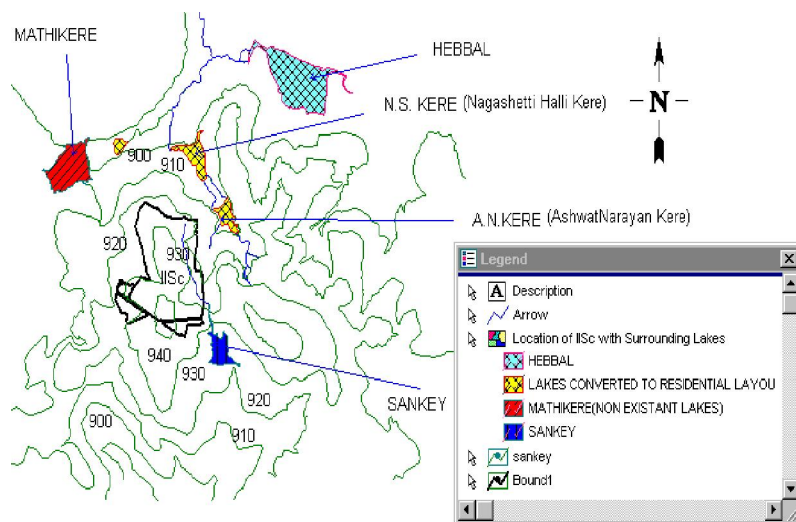 MATHIKERE
HEBBAL
N.S. KERE (Nagashetti Halli Kere)
N
900
910
A.N.KERE (AshwatNarayan Kere)
920
930
IISc
940
930
SANKEY
920
900
910
Legend
A Description
Arrow
Location of IISc with Surrounding Lakes
HEBBAL
LAKES CONVERTED TO RESIDENTIAL LAYOU
MATHIKERE(NON EXISTANT LAKES)
SANKEY
sankey
Bound1